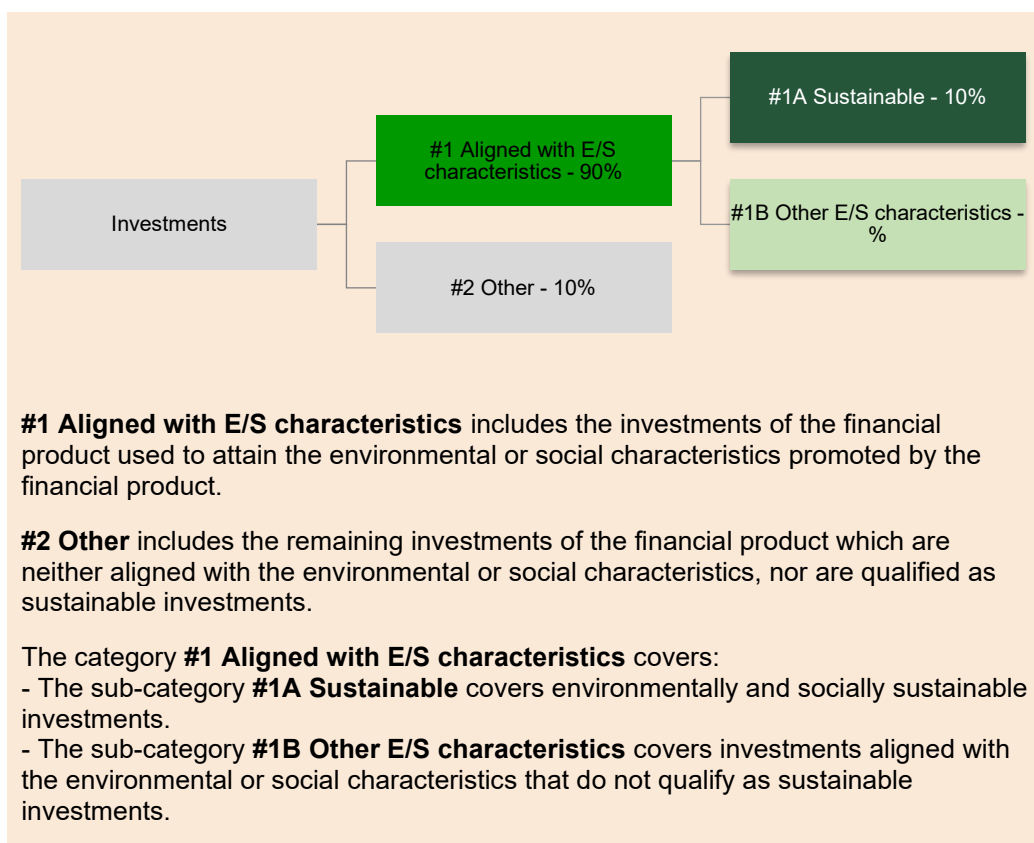 #1A Sustainable - 10%
#1 Aligned with E/S
characteristics - 90%
Investments
#1B Other E/S characteristics -
%
#2 Other - 10%
#1 Aligned with E/S characteristics includes the investments of the financial
product used to attain the environmental or social characteristics promoted by the
financial product.
#2 Other includes the remaining investments of the financial product which are
neither aligned with the environmental or social characteristics, nor are qualified as
sustainable investments.
The category #1 Aligned with E/S characteristics covers:
- The sub-category #1A Sustainable covers environmentally and socially sustainable
investments.
- The sub-category #1B Other E/S characteristics covers investments aligned with
the environmental or social characteristics that do not qualify as sustainable
investments.